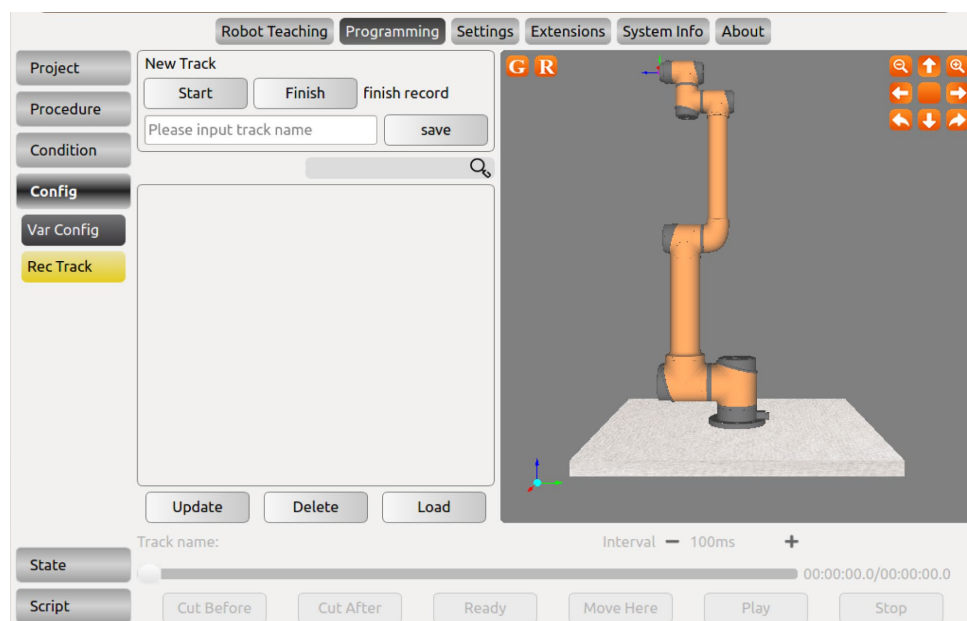 Robot Teaching Programming Settings Extensions System Info About
Project
Procedure
Condition
Config
Var Config
Rec Track
State
Script
New Track
Start Finish finish record
Please input track name save
Update Delete Load
G R
Track name: Interval 100ms
00:00:00.0/00:00:00.0
Cut Before Cut After Ready Move Here Play Stop